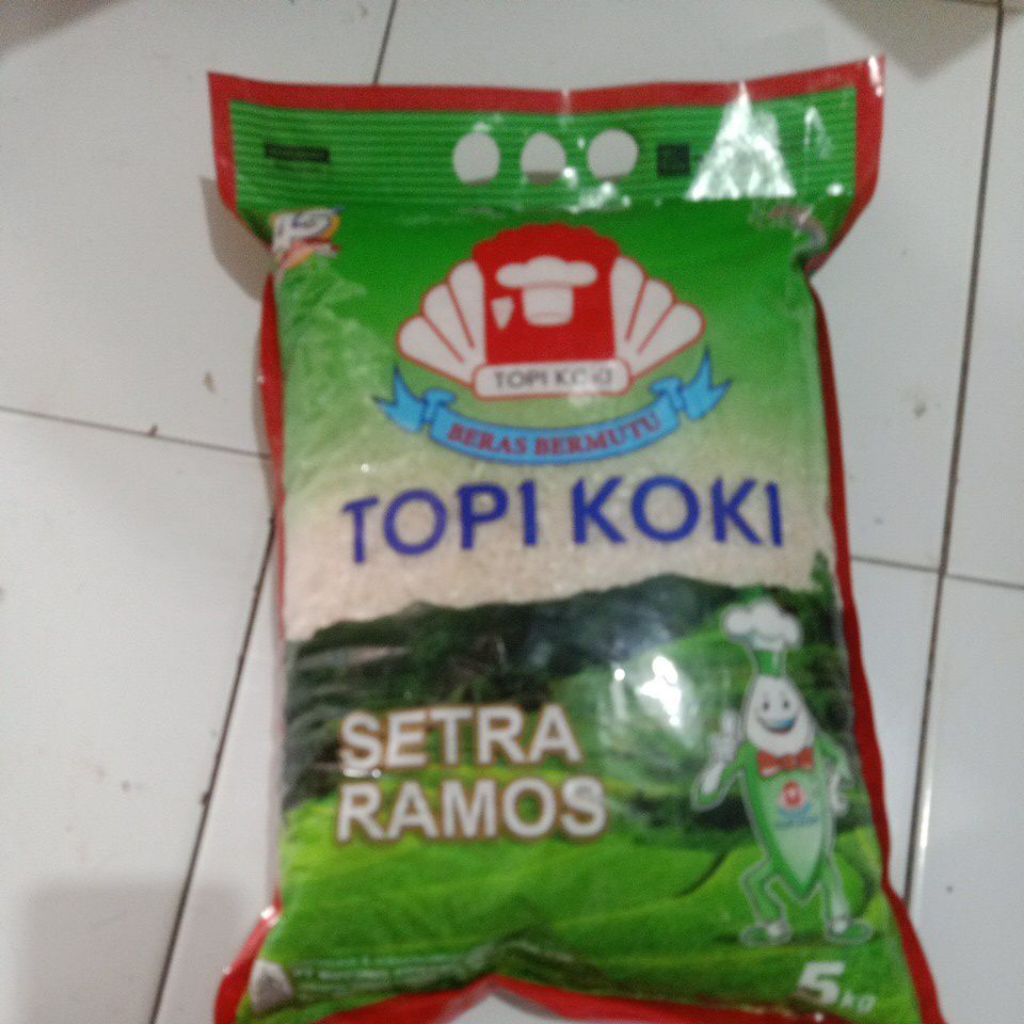 TOPI KOKI
BERAS BERMUTU
TOPI KOKI
SETRA
RAMOS
5kg